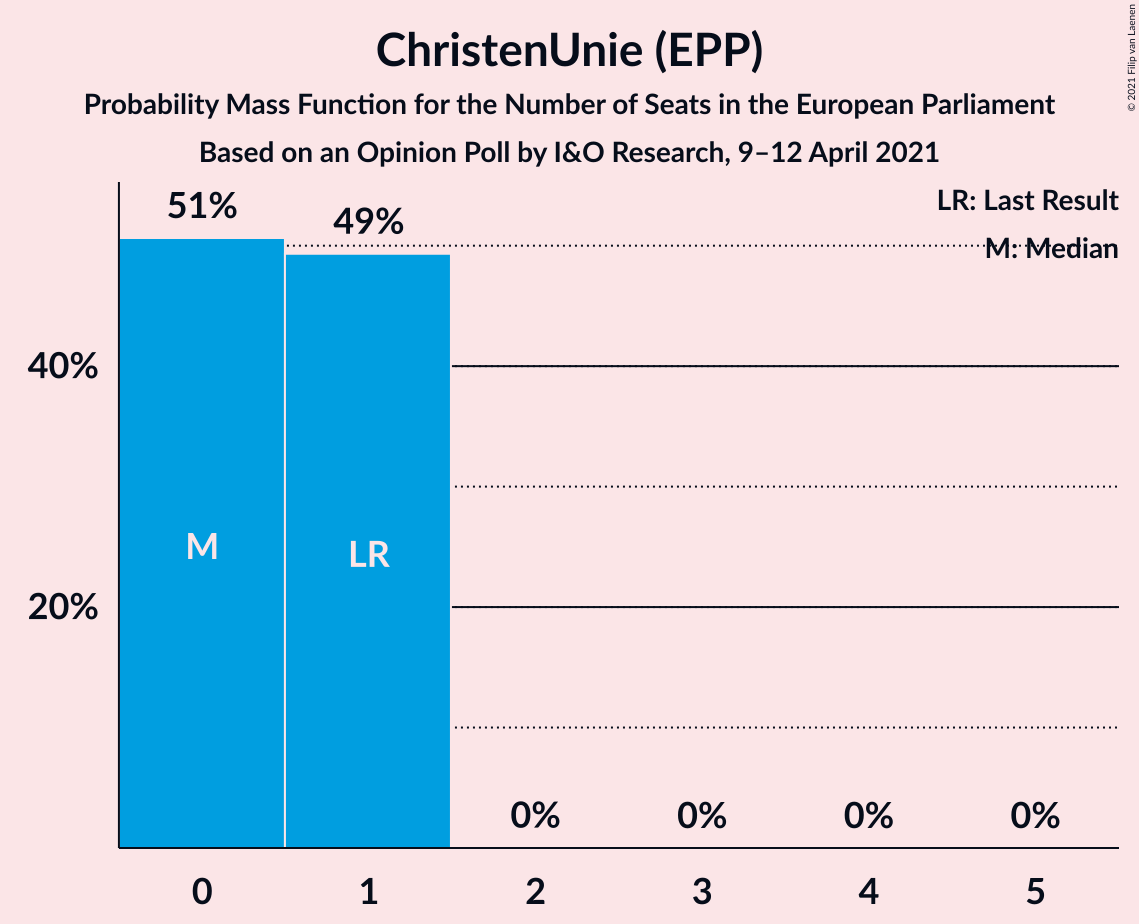 ChristenUnie (EPP)
Probability Mass Function for the Number of Seats in the European Parliament
Based on an Opinion Poll by I&O Research, 9–12 April 2021
© 2021 Filip van Laenen
LR: Last Result
M: Median
51%
49%
40%
20%
M
LR
0%
0%
0%
0%
0
1
2
3
4
5